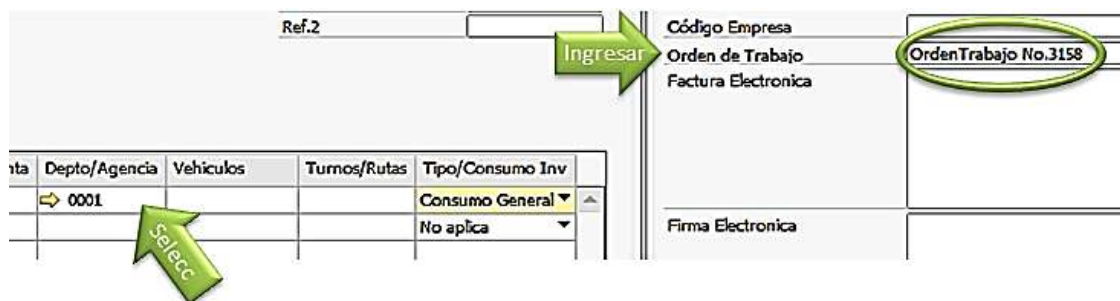 Ref.2
Ingresar
Código Empresa
Orden de Trabajo OrdenTrabajo No.3158
Factura Electronica
nta Depto/Agencia Vehiculos Turnos/Rutas Tipo/Consumo Inv
0001 Consumo General
No aplica
Selecc
Firma Electronica